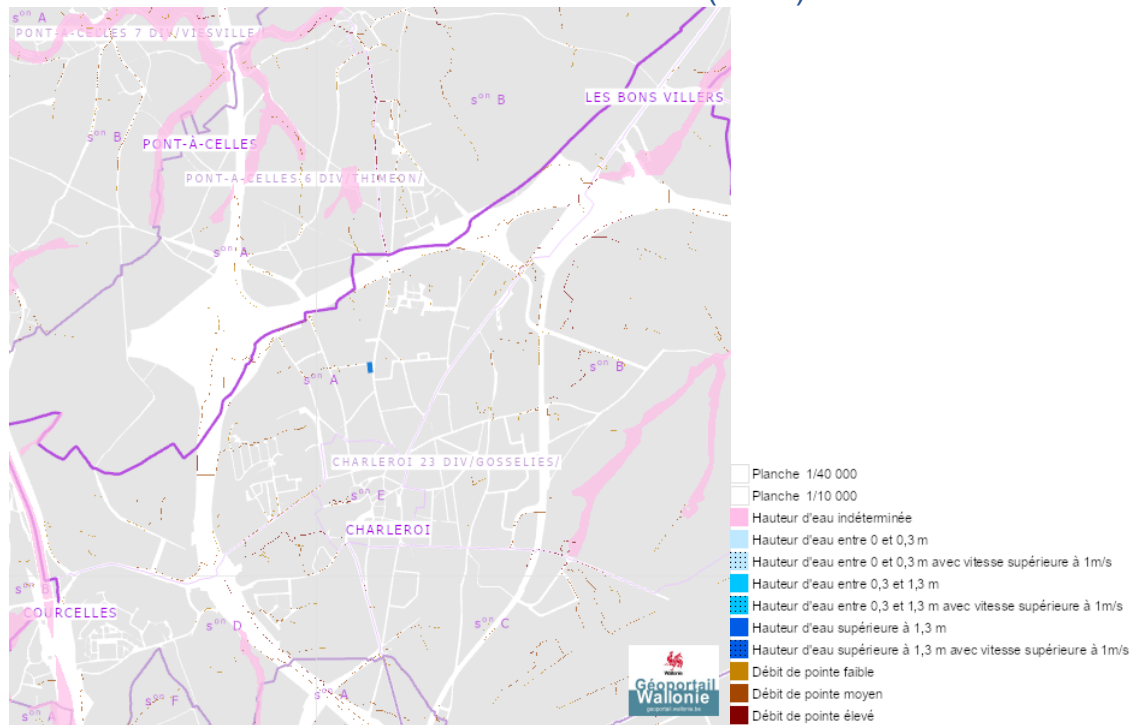 sᵒⁿ A
PONT-A-CELLES 7 DIV/VIESVILLE/
sᵒⁿ B
LES BONS VILLERS
sᵒⁿ B
PONT-À-CELLES
PONT-A-CELLES 6 DIV/THIMEON/
sᵒⁿ A
sᵒⁿ A
sᵒⁿ B
CHARLEROI 23 DIV/GOSSELIES/
sᵒⁿ E
CHARLEROI
sᵒⁿ B
COURCELLES
sᵒⁿ D
sᵒⁿ C
sᵒⁿ F
sᵒⁿ A
sᵒⁿ A
Wallonie
Géoportail
Wallonie
geoportail.wallonie.be
Planche 1/40 000
Planche 1/10 000
Hauteur d'eau indéterminée
Hauteur d'eau entre 0 et 0,3 m
Hauteur d'eau entre 0 et 0,3 m avec vitesse supérieure à 1m/s
Hauteur d'eau entre 0,3 et 1,3 m
Hauteur d'eau entre 0,3 et 1,3 m avec vitesse supérieure à 1m/s
Hauteur d'eau supérieure à 1,3 m
Hauteur d'eau supérieure à 1,3 m avec vitesse supérieure à 1m/s
Débit de pointe faible
Débit de pointe moyen
Débit de pointe élevé